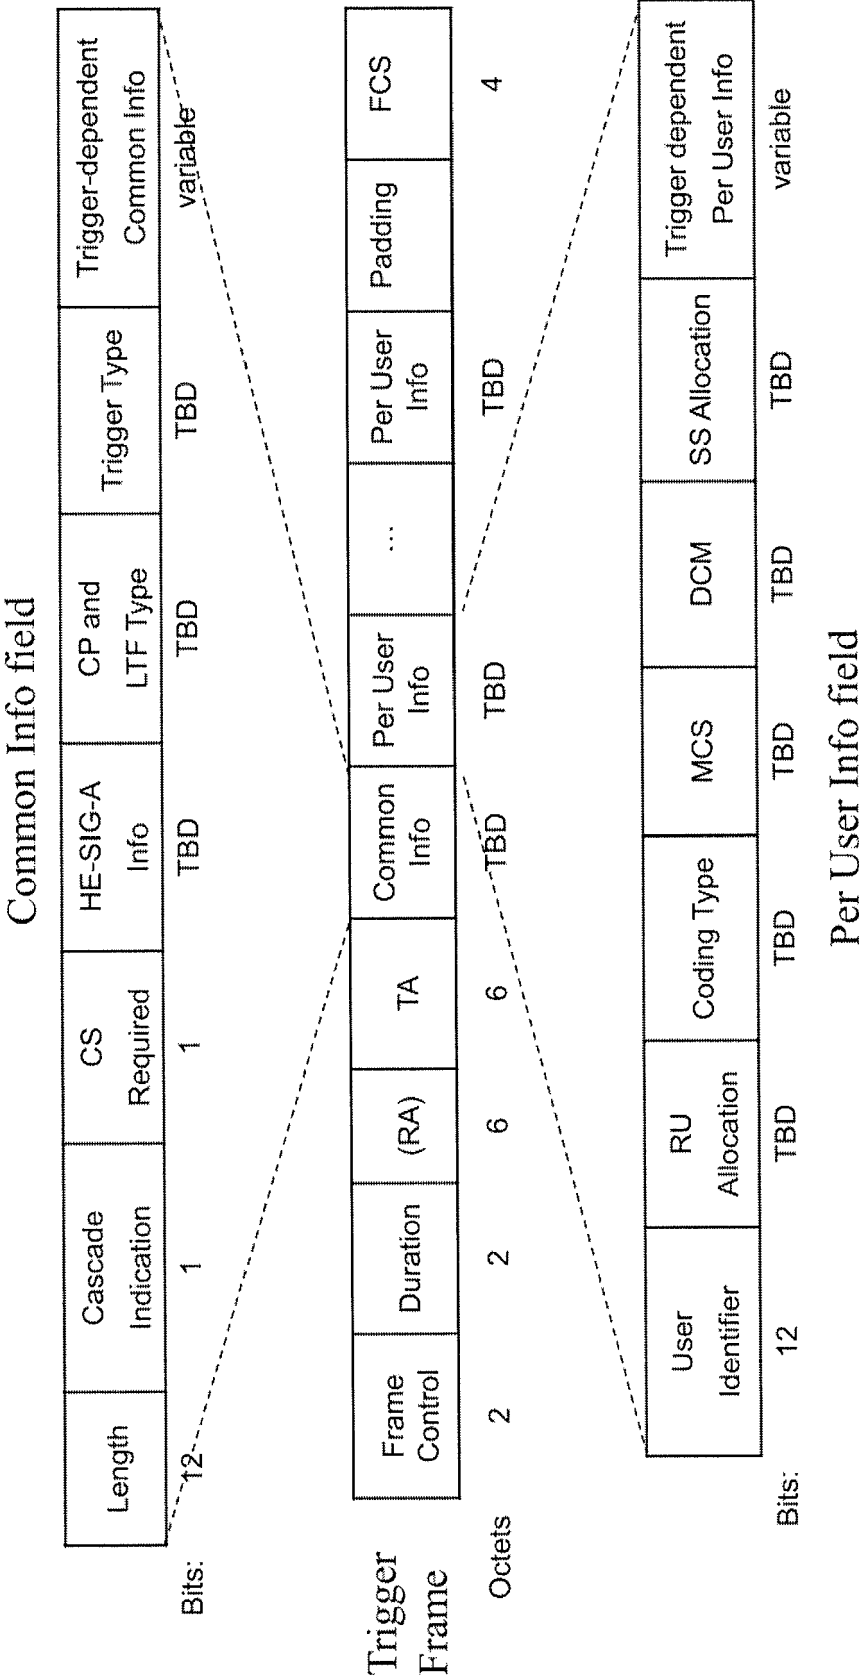 Common Info field
Length
Cascade
Indication
CS
Required
HE-SIG-A
Info
CP and
LTF Type
Trigger Type
Trigger-dependent
Common Info
Bits: 12 1 1 TBD TBD TBD variable
Trigger
Frame
Frame
Control
Duration
(RA)
TA
Common
Info
Per User
Info
...
Per User
Info
Padding
FCS
Octets 2 2 6 6 TBD TBD TBD 4
User
Identifier
RU
Allocation
Coding Type
MCS
DCM
SS Allocation
Trigger dependent
Per User Info
Bits: 12 TBD TBD TBD TBD TBD variable
Per User Info field